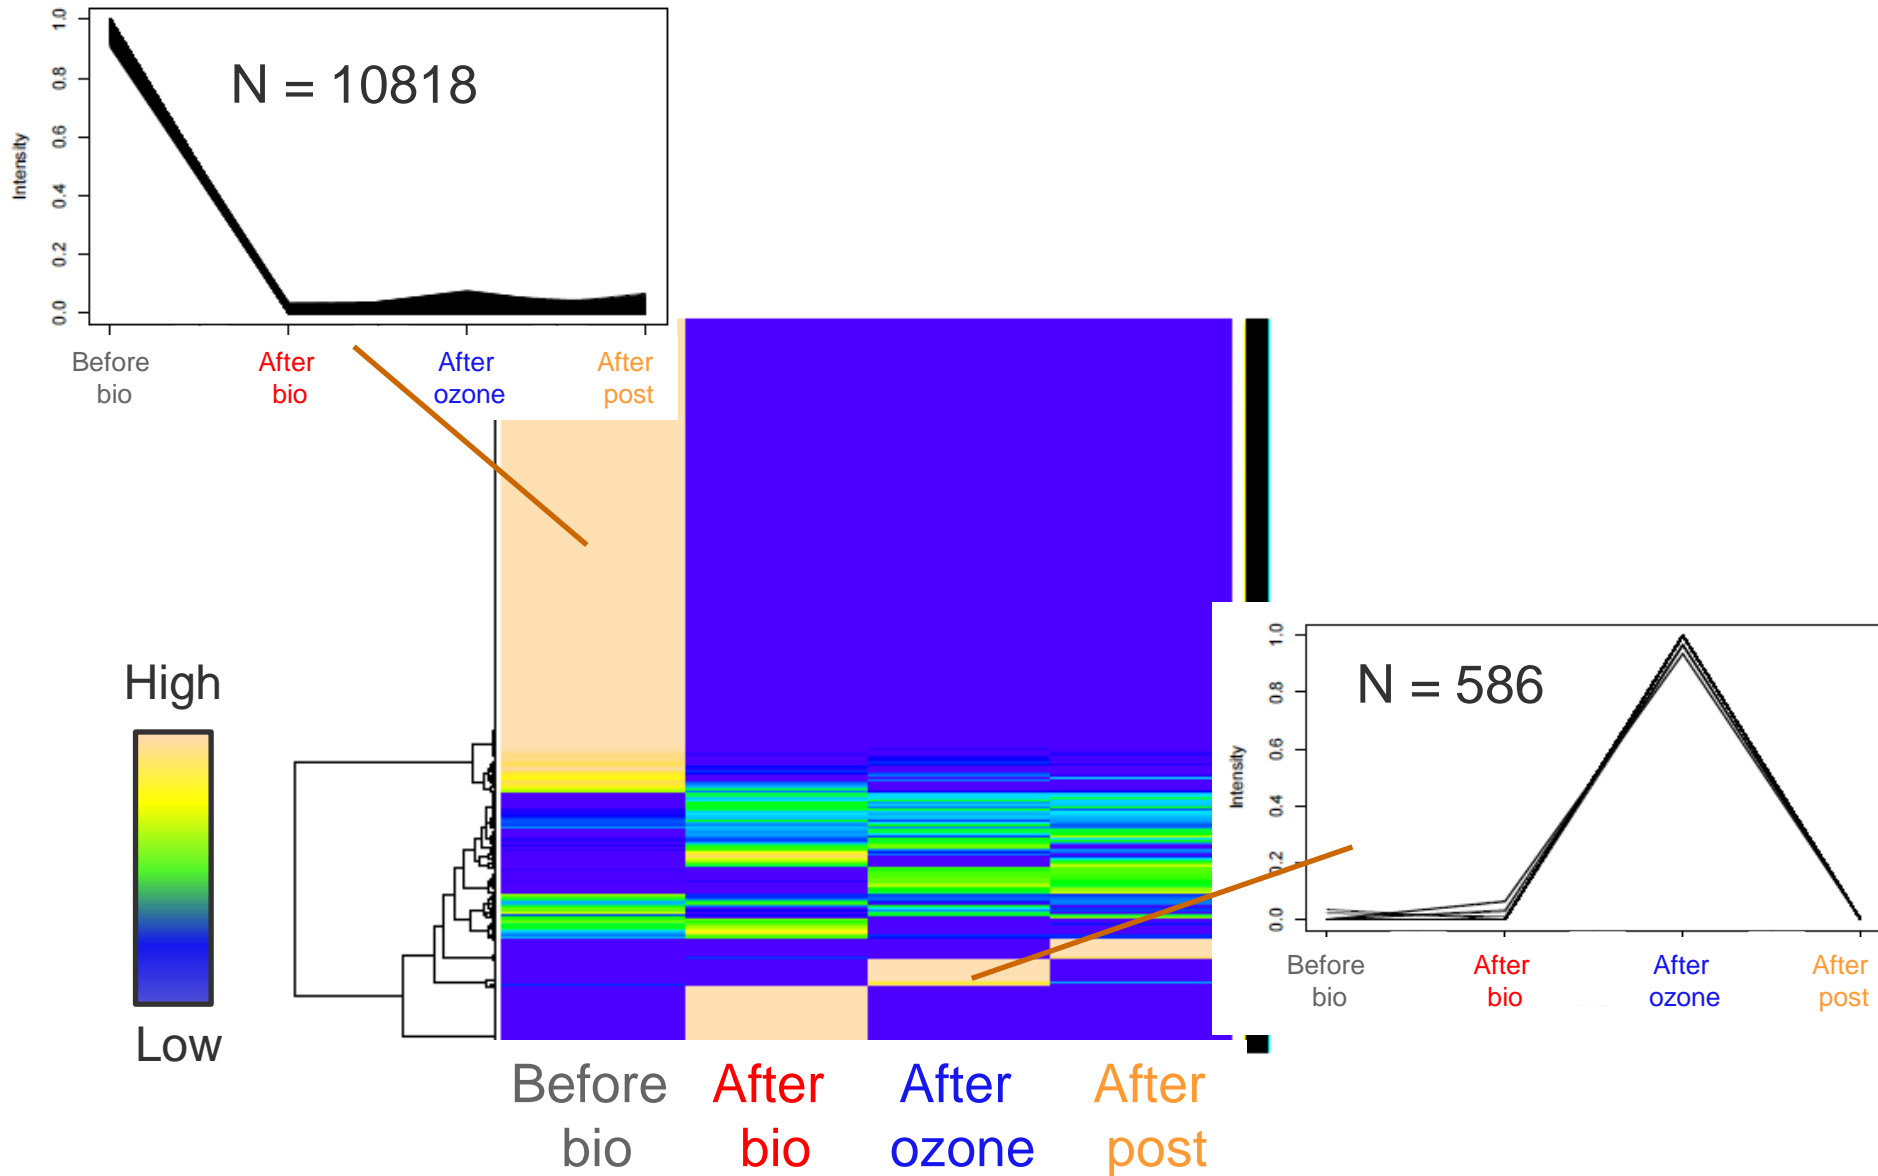 1.0
0.8
0.6
0.4
0.2
0.0
Intensity
N = 10818
Before bio
After bio
After ozone
After post
High
Low
1.0
0.8
0.6
0.4
0.2
0.0
Intensity
N = 586
Before bio
After bio
After ozone
After post
Before
After
After
After
bio
bio
ozone
post